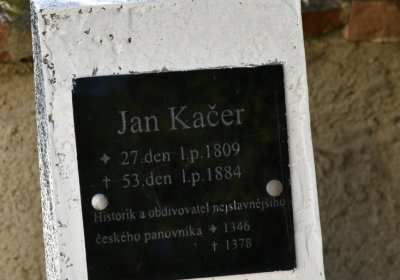 Jan Kačer
✦ 27.den l.p.1809
✝ 53.den l.p.1884
Historik a obdivovatel nejslavnějšího
českého panovníka ✦ 1346
✝ 1378